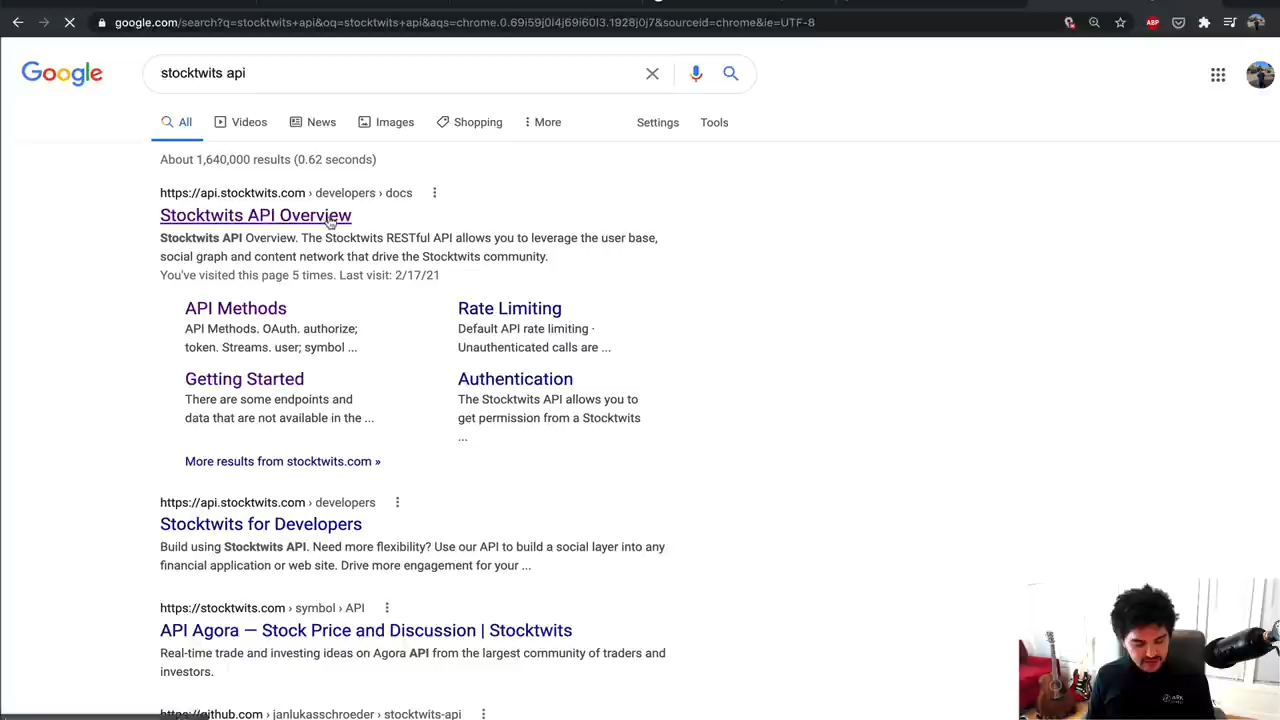 google.com/search?q=stocktwits+api&oq=stocktwits+api&aqs=chrome.0.69i59j0i4j69i60l3.1928j0j7&sourceid=chrome&ie=UTF-8
ABP
Google
stocktwits api
All
Videos
News
Images
Shopping
More
Settings
Tools
About 1,640,000 results (0.62 seconds)
https://api.stocktwits.com › developers › docs
Stocktwits API Overview
Stocktwits API Overview. The Stocktwits RESTful API allows you to leverage the user base,
social graph and content network that drive the Stocktwits community.
You've visited this page 5 times. Last visit: 2/17/21
API Methods
API Methods. OAuth. authorize;
token. Streams. user; symbol ...
Rate Limiting
Default API rate limiting ·
Unauthenticated calls are ...
Getting Started
There are some endpoints and
data that are not available in the ...
Authentication
The Stocktwits API allows you to
get permission from a Stocktwits
...
More results from stocktwits.com »
https://api.stocktwits.com › developers
Stocktwits for Developers
Build using Stocktwits API. Need more flexibility? Use our API to build a social layer into any
financial application or web site. Drive more engagement for your ...
https://stocktwits.com › symbol › API
API Agora — Stock Price and Discussion | Stocktwits
Real-time trade and investing ideas on Agora API from the largest community of traders and
investors.
https://github.com › janlukasschroeder › stocktwits-api